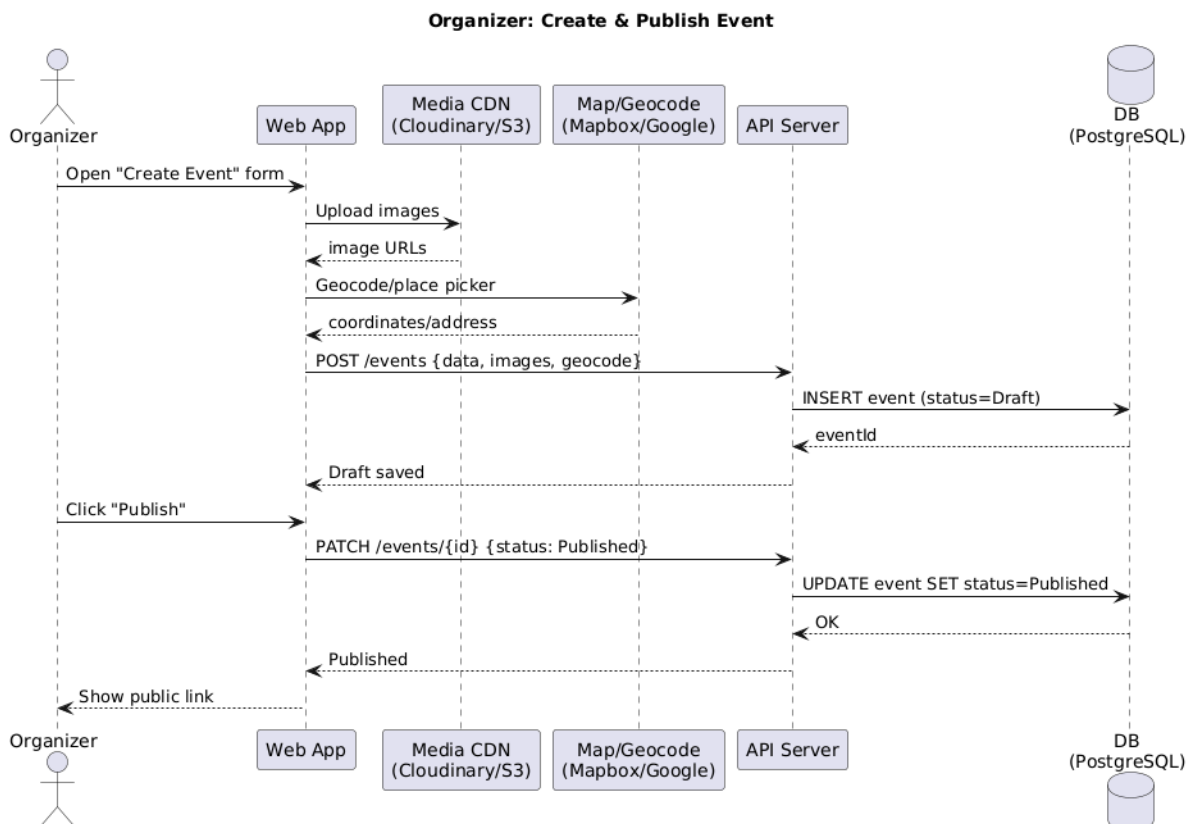 Organizer: Create & Publish Event
Organizer
Web App
Media CDN
(Cloudinary/S3)
Map/Geocode
(Mapbox/Google)
API Server
DB
(PostgreSQL)
Open "Create Event" form
Upload images
image URLs
Geocode/place picker
coordinates/address
POST /events {data, images, geocode}
INSERT event (status=Draft)
eventId
Draft saved
Click "Publish"
PATCH /events/{id} {status: Published}
UPDATE event SET status=Published
OK
Published
Show public link
Organizer
Web App
Media CDN
(Cloudinary/S3)
Map/Geocode
(Mapbox/Google)
API Server
DB
(PostgreSQL)